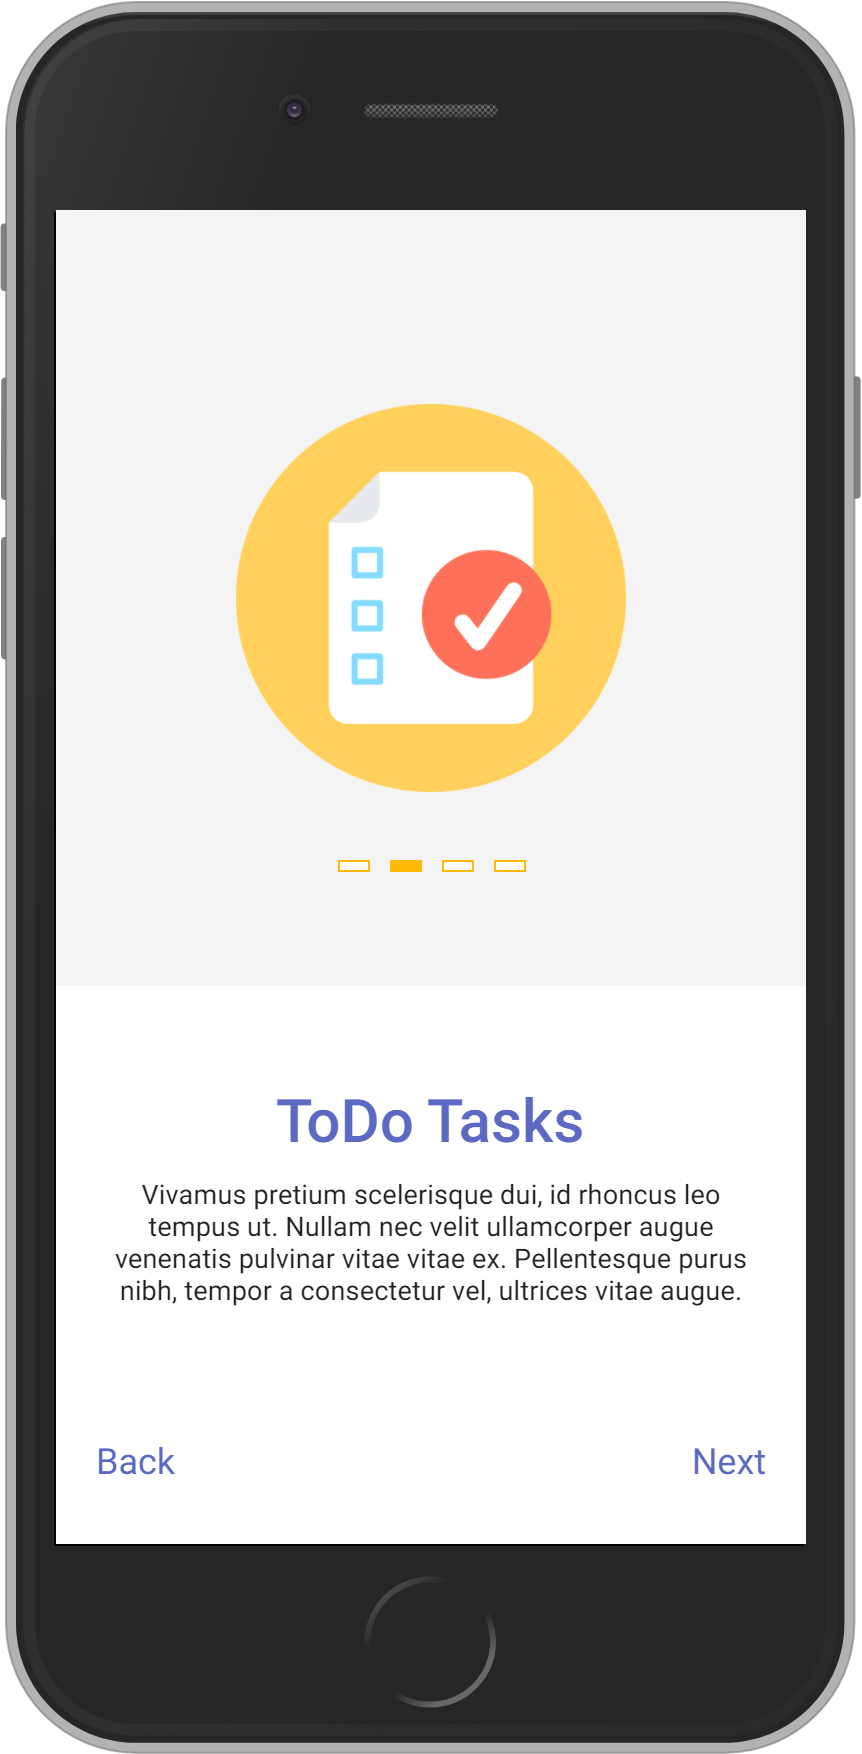 ToDo Tasks
Vivamus pretium scelerisque dui, id rhoncus leo
tempus ut. Nullam nec velit ullamcorper augue
venenatis pulvinar vitae vitae ex. Pellentesque purus
nibh, tempor a consectetur vel, ultrices vitae augue.
Back
Next